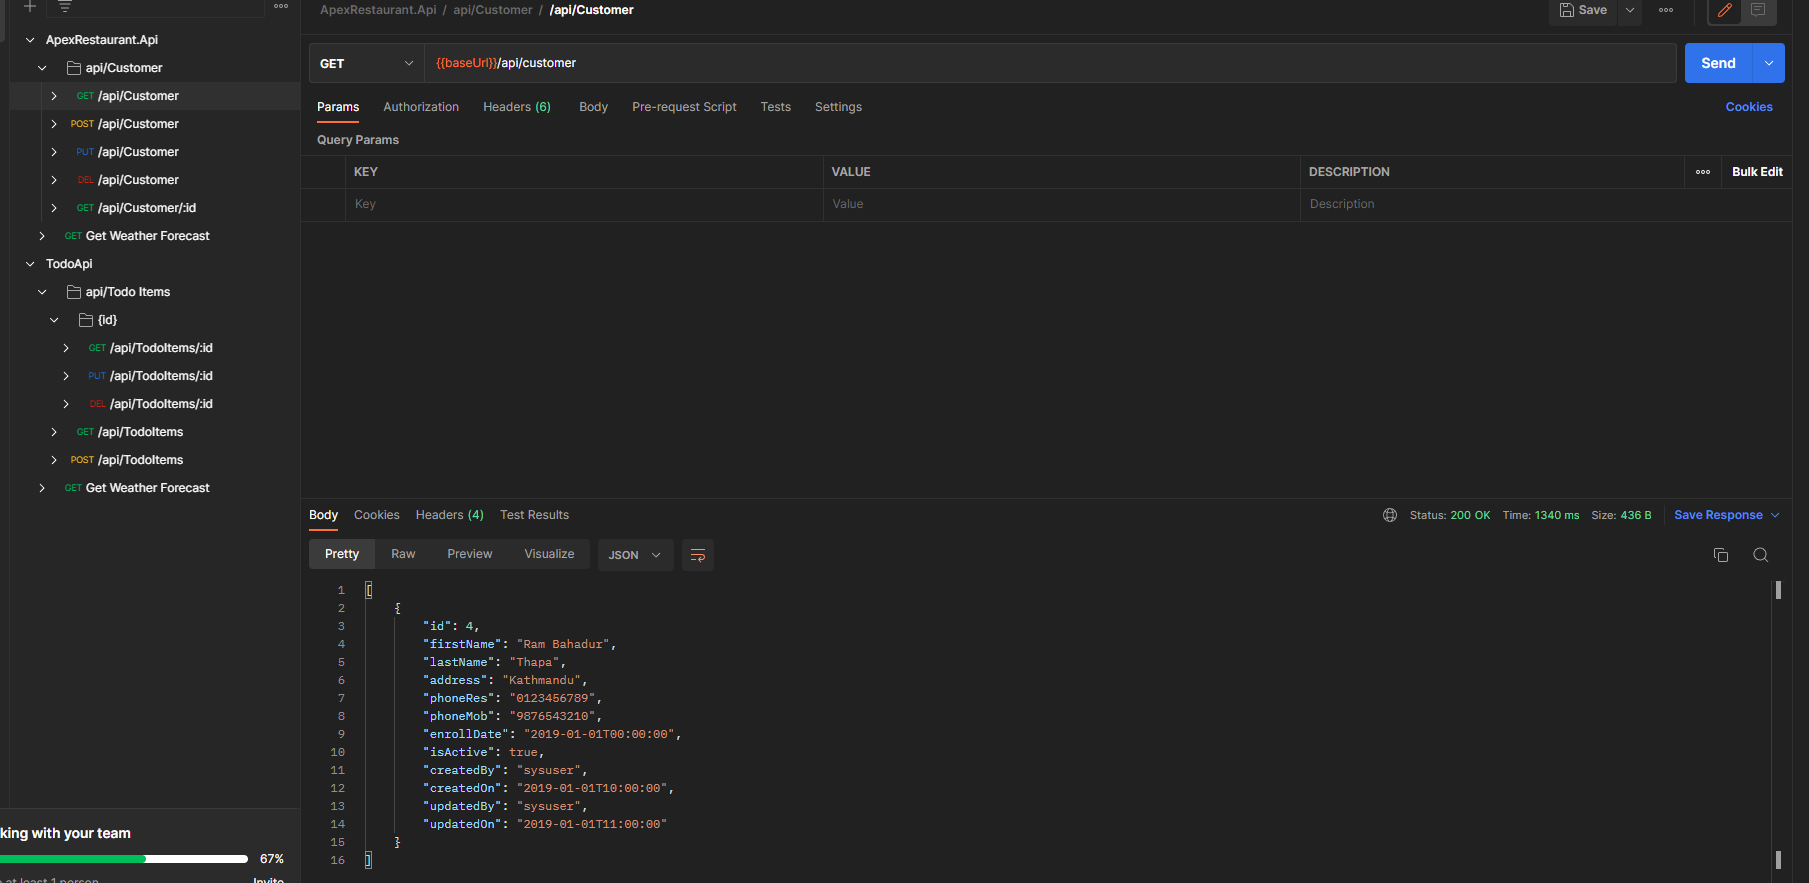 ApexRestaurant.Api / api/Customer / /api/Customer
Save
ApexRestaurant.Api
api/Customer
GET /api/Customer
POST /api/Customer
PUT /api/Customer
DEL /api/Customer
GET /api/Customer/:id
GET Get Weather Forecast
TodoApi
api/Todo Items
{id}
GET /api/TodoItems/:id
PUT /api/TodoItems/:id
DEL /api/TodoItems/:id
GET /api/TodoItems
POST /api/TodoItems
GET Get Weather Forecast
king with your team
67%
at least 1 person
Invite
GET {{baseUrl}}/api/customer Send
Params Authorization Headers (6) Body Pre-request Script Tests Settings Cookies
Query Params
KEY VALUE DESCRIPTION Bulk Edit
Key Value Description
Body Cookies Headers (4) Test Results Status: 200 OK Time: 1340 ms Size: 436 B Save Response
Pretty Raw Preview Visualize JSON
1 [
2 {
3 "id": 4,
4 "firstName": "Ram Bahadur",
5 "lastName": "Thapa",
6 "address": "Kathmandu",
7 "phoneRes": "0123456789",
8 "phoneMob": "9876543210",
9 "enrollDate": "2019-01-01T00:00:00",
10 "isActive": true,
11 "createdBy": "sysuser",
12 "createdOn": "2019-01-01T10:00:00",
13 "updatedBy": "sysuser",
14 "updatedOn": "2019-01-01T11:00:00"
15 }
16 ]